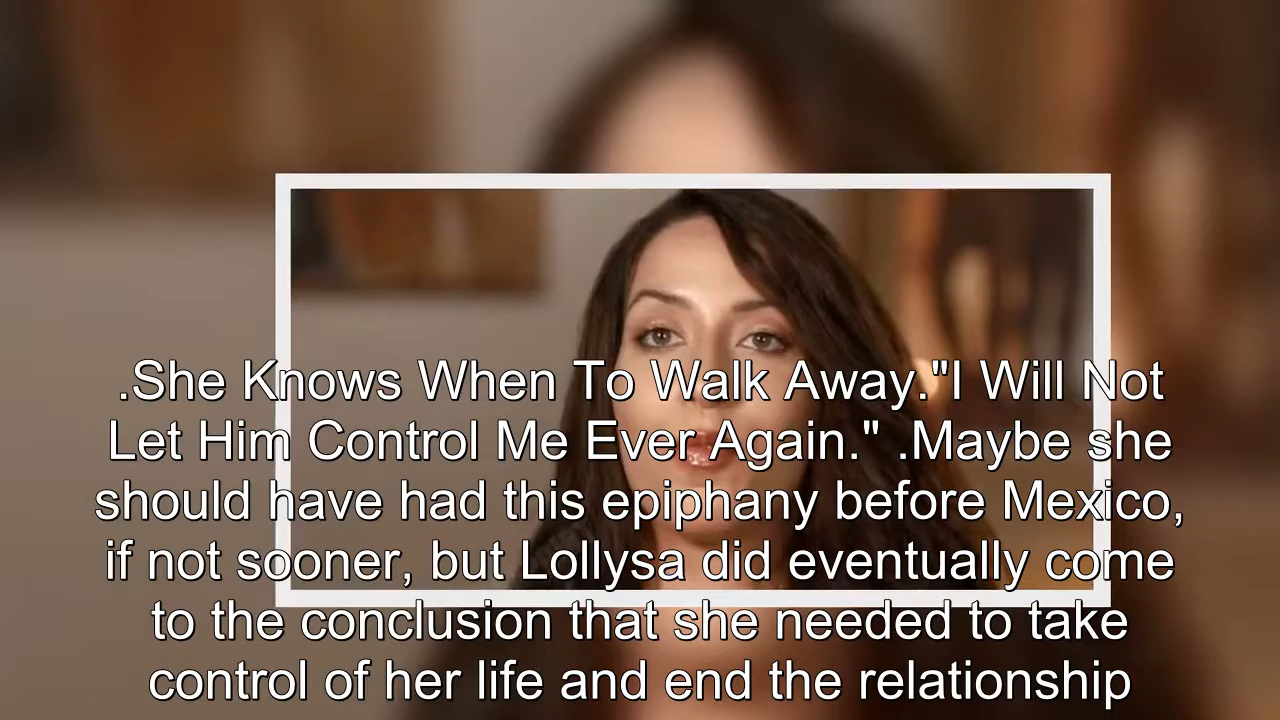 .She Knows When To Walk Away."I Will Not
Let Him Control Me Ever Again." .Maybe she
should have had this epiphany before Mexico,
if not sooner, but Lollysa did eventually come
to the conclusion that she needed to take
control of her life and end the relationship